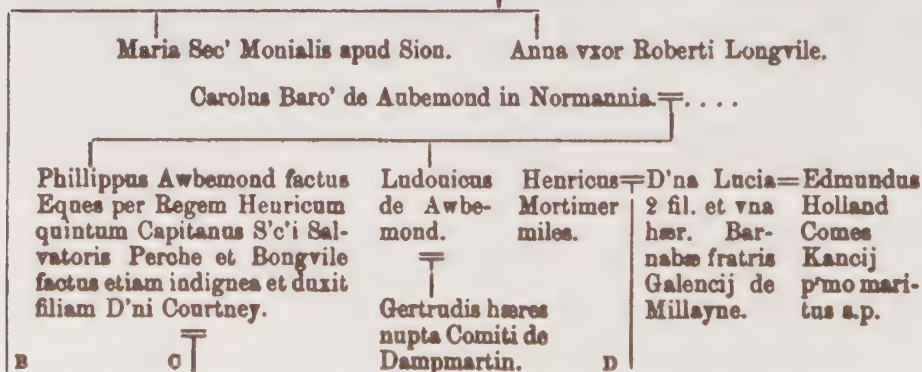 Maria Sec' Monialis apud Sion.
Anna vxor Roberti Longvile.
Carolus Baro' de Aubemond in Normannia. . . . .
Phillippus Awbemond factus
Eques per Regem Heuricum
quintum Capitanus S'c'i Sal-
vatoris Perche et Bongvile
factus etiam indignea et duxit
filiam D'ni Courtney.
Ludouicus
de Awbe-
mond.
Gertrudis hæres
nupta Comiti de
Dampmartin.
Henricus
Mortimer
miles.
D'na Lucia
2 fil. et vna
hær. Bar-
nabæ fratris
Galencij de
Millayne.
Edmundus
Holland
Comes
Kancij
p'mo mari-
tus s.p.
B
C
D